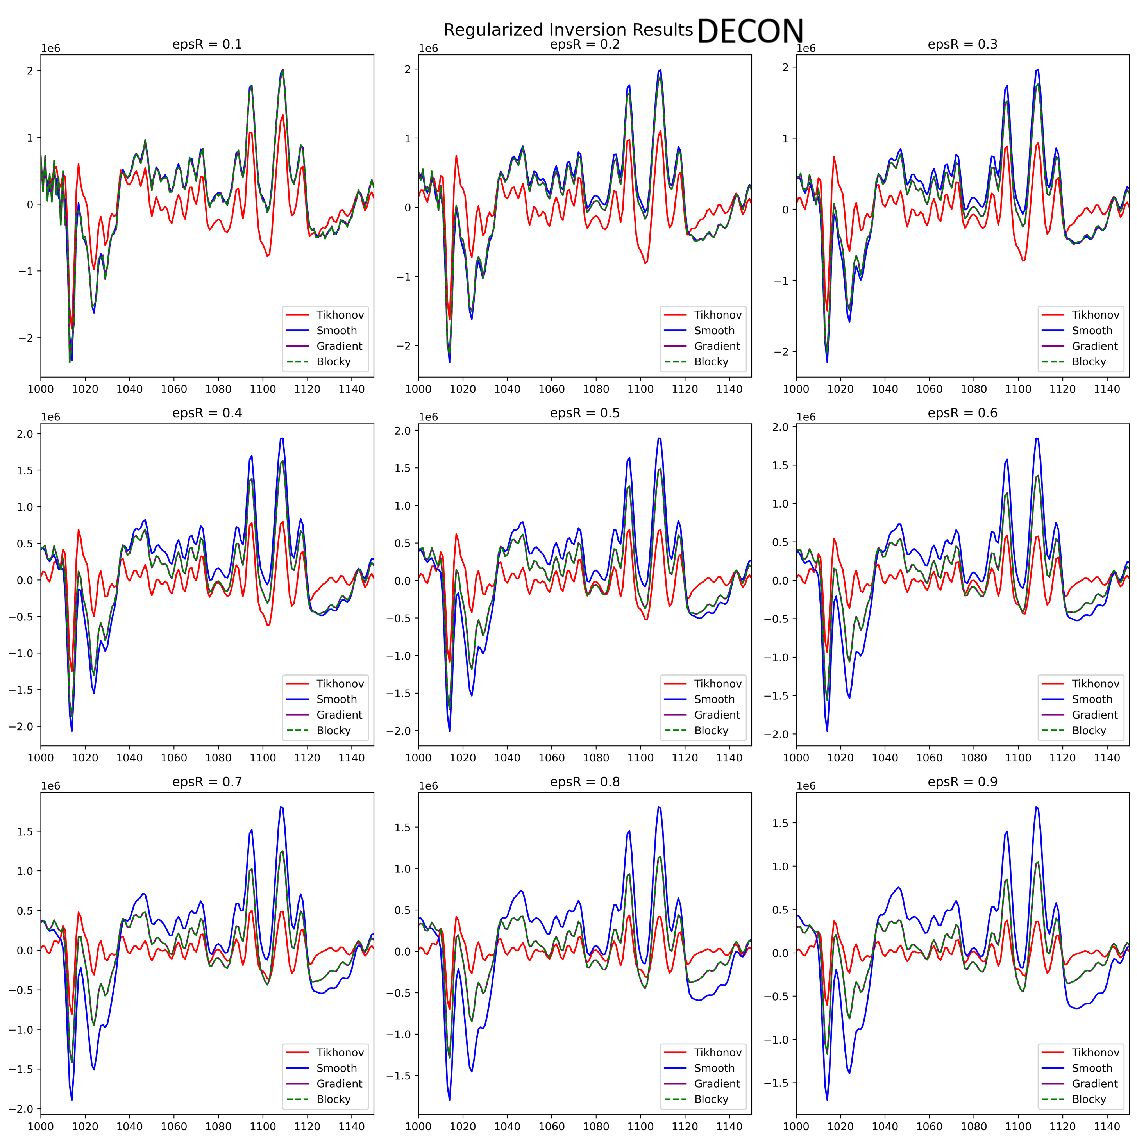 Regularized Inversion Results DECON
epsR = 0.1
1e6
2
1
0
−1
−2
1000 1020 1040 1060 1080 1100 1120 1140
Tikhonov
Smooth
Gradient
Blocky
epsR = 0.2
1e6
2
1
0
−1
−2
1000 1020 1040 1060 1080 1100 1120 1140
Tikhonov
Smooth
Gradient
Blocky
epsR = 0.3
1e6
2
1
0
−1
−2
1000 1020 1040 1060 1080 1100 1120 1140
Tikhonov
Smooth
Gradient
Blocky
epsR = 0.4
1e6
2.0
1.5
1.0
0.5
0.0
−0.5
−1.0
−1.5
−2.0
1000 1020 1040 1060 1080 1100 1120 1140
Tikhonov
Smooth
Gradient
Blocky
epsR = 0.5
1e6
2.0
1.5
1.0
0.5
0.0
−0.5
−1.0
−1.5
−2.0
1000 1020 1040 1060 1080 1100 1120 1140
Tikhonov
Smooth
Gradient
Blocky
epsR = 0.6
1e6
2.0
1.5
1.0
0.5
0.0
−0.5
−1.0
−1.5
−2.0
1000 1020 1040 1060 1080 1100 1120 1140
Tikhonov
Smooth
Gradient
Blocky
epsR = 0.7
1e6
1.5
1.0
0.5
0.0
−0.5
−1.0
−1.5
−2.0
1000 1020 1040 1060 1080 1100 1120 1140
Tikhonov
Smooth
Gradient
Blocky
epsR = 0.8
1e6
1.5
1.0
0.5
0.0
−0.5
−1.0
−1.5
1000 1020 1040 1060 1080 1100 1120 1140
Tikhonov
Smooth
Gradient
Blocky
epsR = 0.9
1e6
1.5
1.0
0.5
0.0
−0.5
−1.0
−1.5
1000 1020 1040 1060 1080 1100 1120 1140
Tikhonov
Smooth
Gradient
Blocky